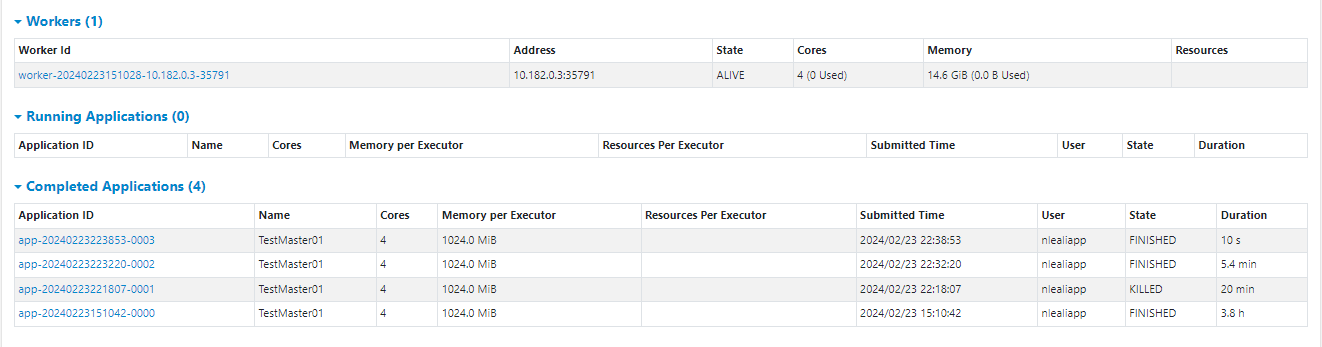 Workers (1)
Worker Id Address State Cores Memory Resources
worker-20240223151028-10.182.0.3-35791 10.182.0.3:35791 ALIVE 4 (0 Used) 14.6 GiB (0.0 B Used)
Running Applications (0)
Application ID Name Cores Memory per Executor Resources Per Executor Submitted Time User State Duration
Completed Applications (4)
Application ID Name Cores Memory per Executor Resources Per Executor Submitted Time User State Duration
app-20240223223853-0003 TestMaster01 4 1024.0 MiB 2024/02/23 22:38:53 nlealiapp FINISHED 10 s
app-20240223223220-0002 TestMaster01 4 1024.0 MiB 2024/02/23 22:32:20 nlealiapp FINISHED 5.4 min
app-20240223221807-0001 TestMaster01 4 1024.0 MiB 2024/02/23 22:18:07 nlealiapp KILLED 20 min
app-20240223151042-0000 TestMaster01 4 1024.0 MiB 2024/02/23 15:10:42 nlealiapp FINISHED 3.8 h